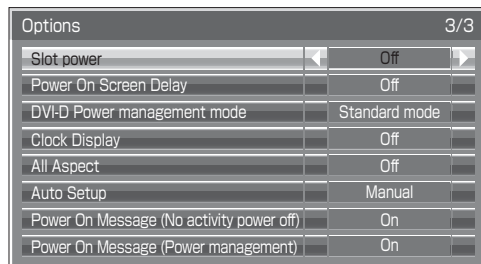 Options 3/3
Slot power Off
Power On Screen Delay Off
DVI-D Power management mode Standard mode
Clock Display Off
All Aspect Off
Auto Setup Manual
Power On Message (No activity power off) On
Power On Message (Power management) On